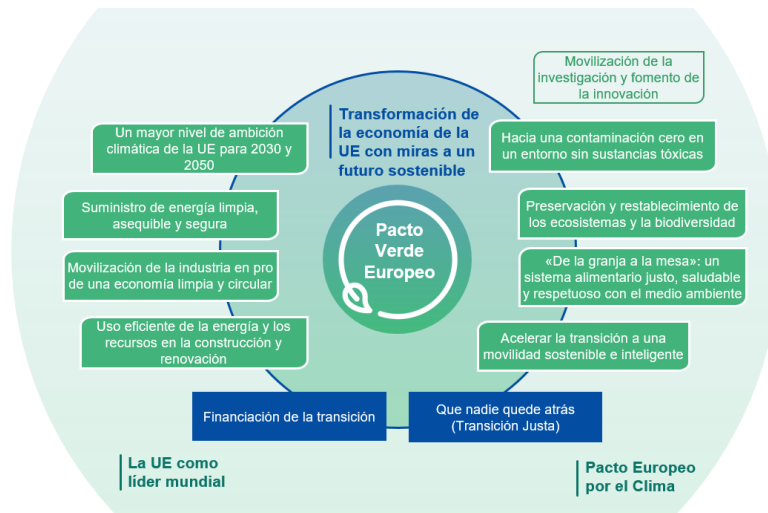 Movilización de la
investigación y fomento de
la innovación
Transformación de
la economía de la
UE con miras a un
futuro sostenible
Un mayor nivel de ambición
climática de la UE para 2030 y
2050
Hacia una contaminación cero en
un entorno sin sustancias tóxicas
Suministro de energía limpia,
asequible y segura
Preservación y restablecimiento de
los ecosistemas y la biodiversidad
Pacto
Verde
Europeo
Movilización de la industria en pro
de una economía limpia y circular
«De la granja a la mesa»: un
sistema alimentario justo, saludable
y respetuoso con el medio ambiente
Uso eficiente de la energía y los
recursos en la construcción y
renovación
Acelerar la transición a una
movilidad sostenible e inteligente
Financiación de la transición
Que nadie quede atrás
(Transición Justa)
La UE como
líder mundial
Pacto Europeo
por el Clima